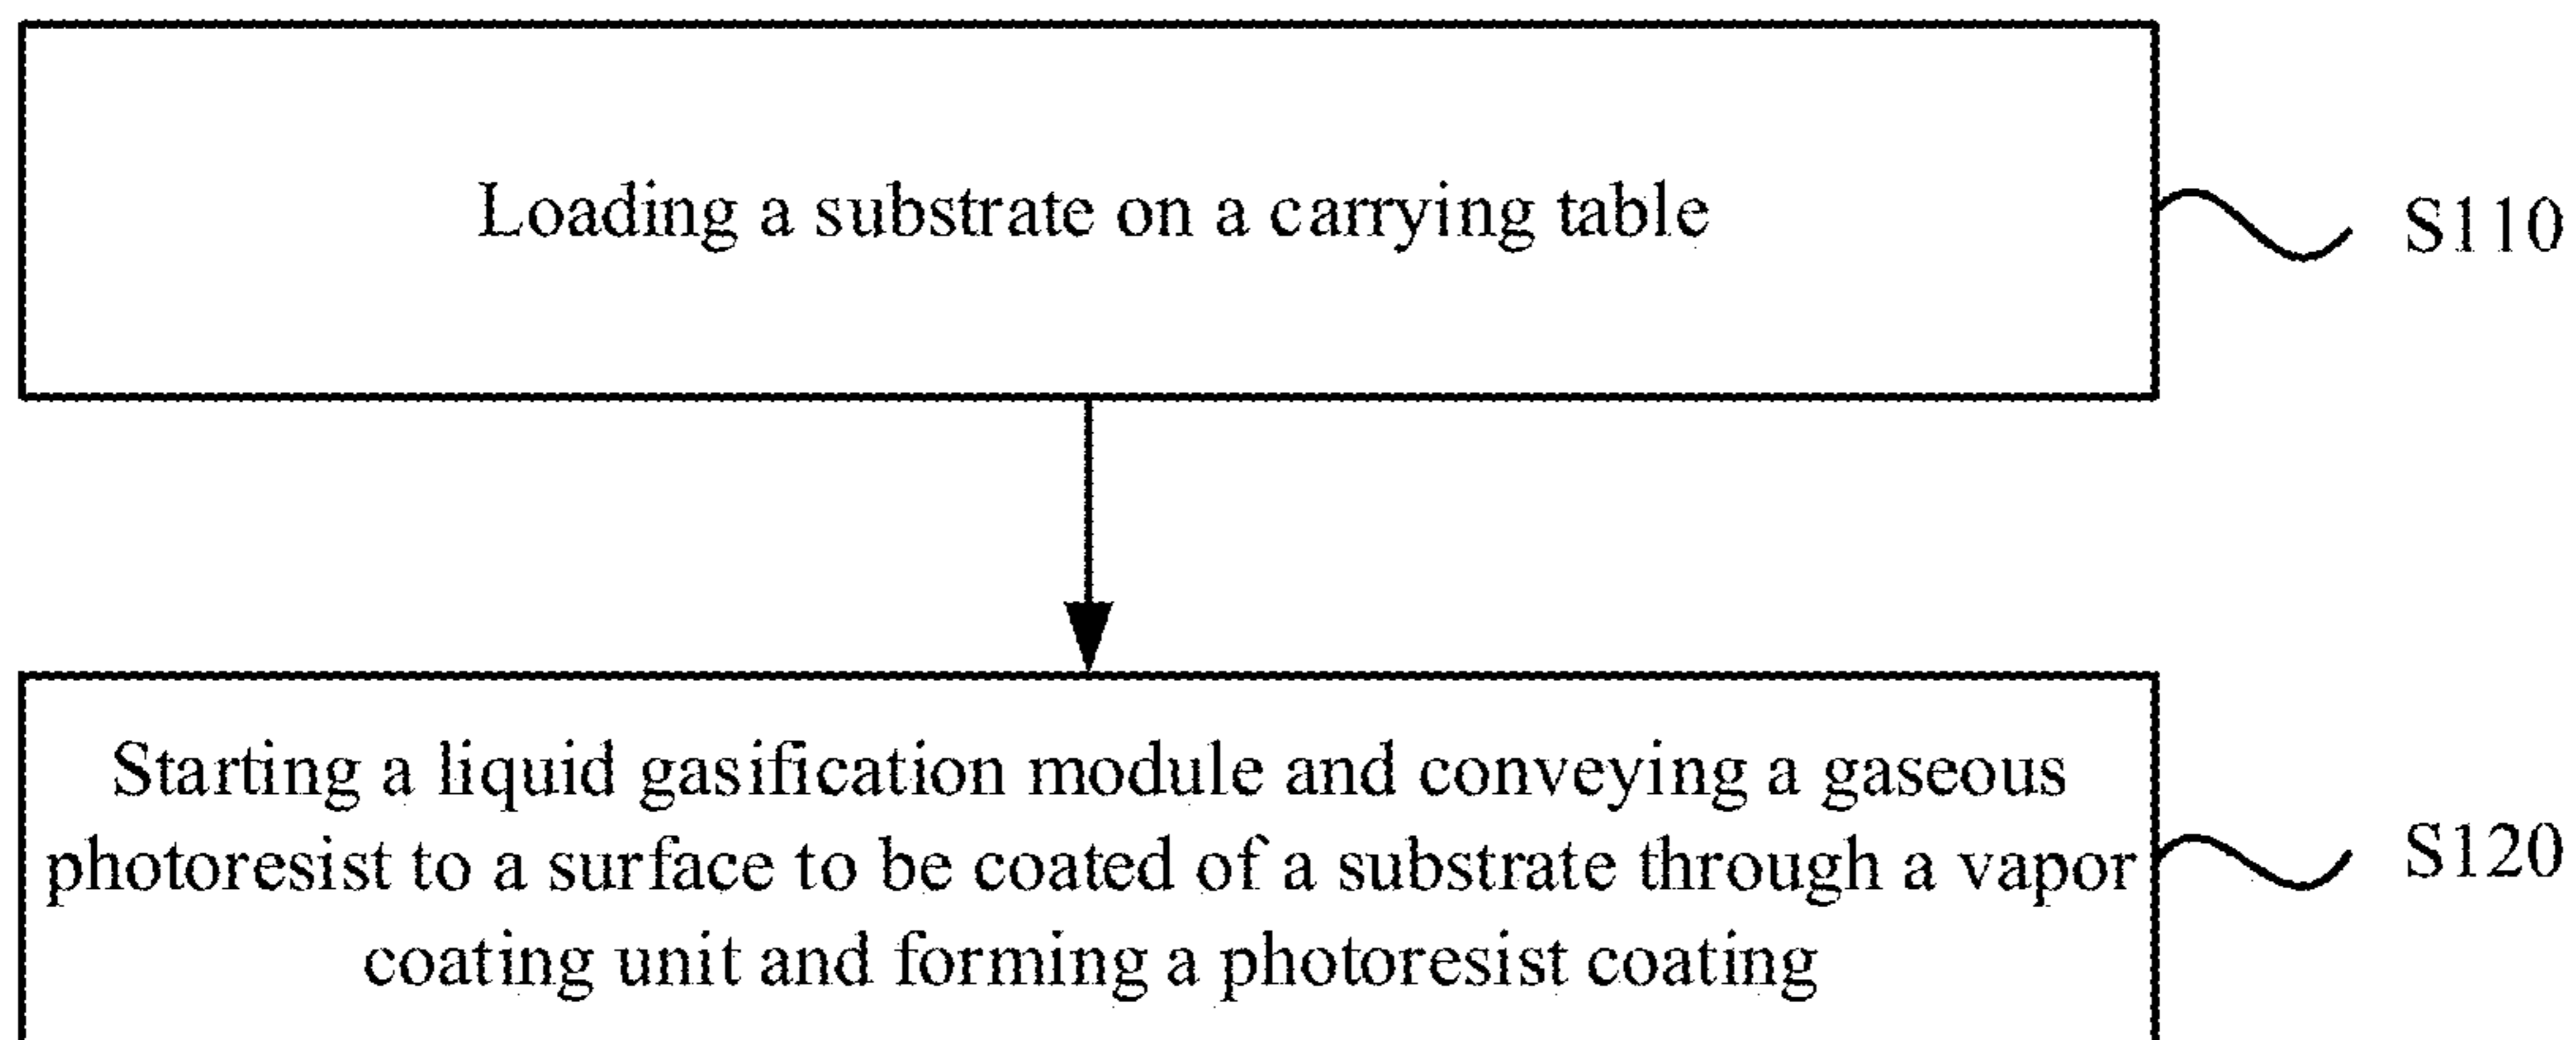 Loading a substrate on a carrying table
S110
Starting a liquid gasification module and conveying a gaseous
photoresist to a surface to be coated of a substrate through a vapor
coating unit and forming a photoresist coating
S120